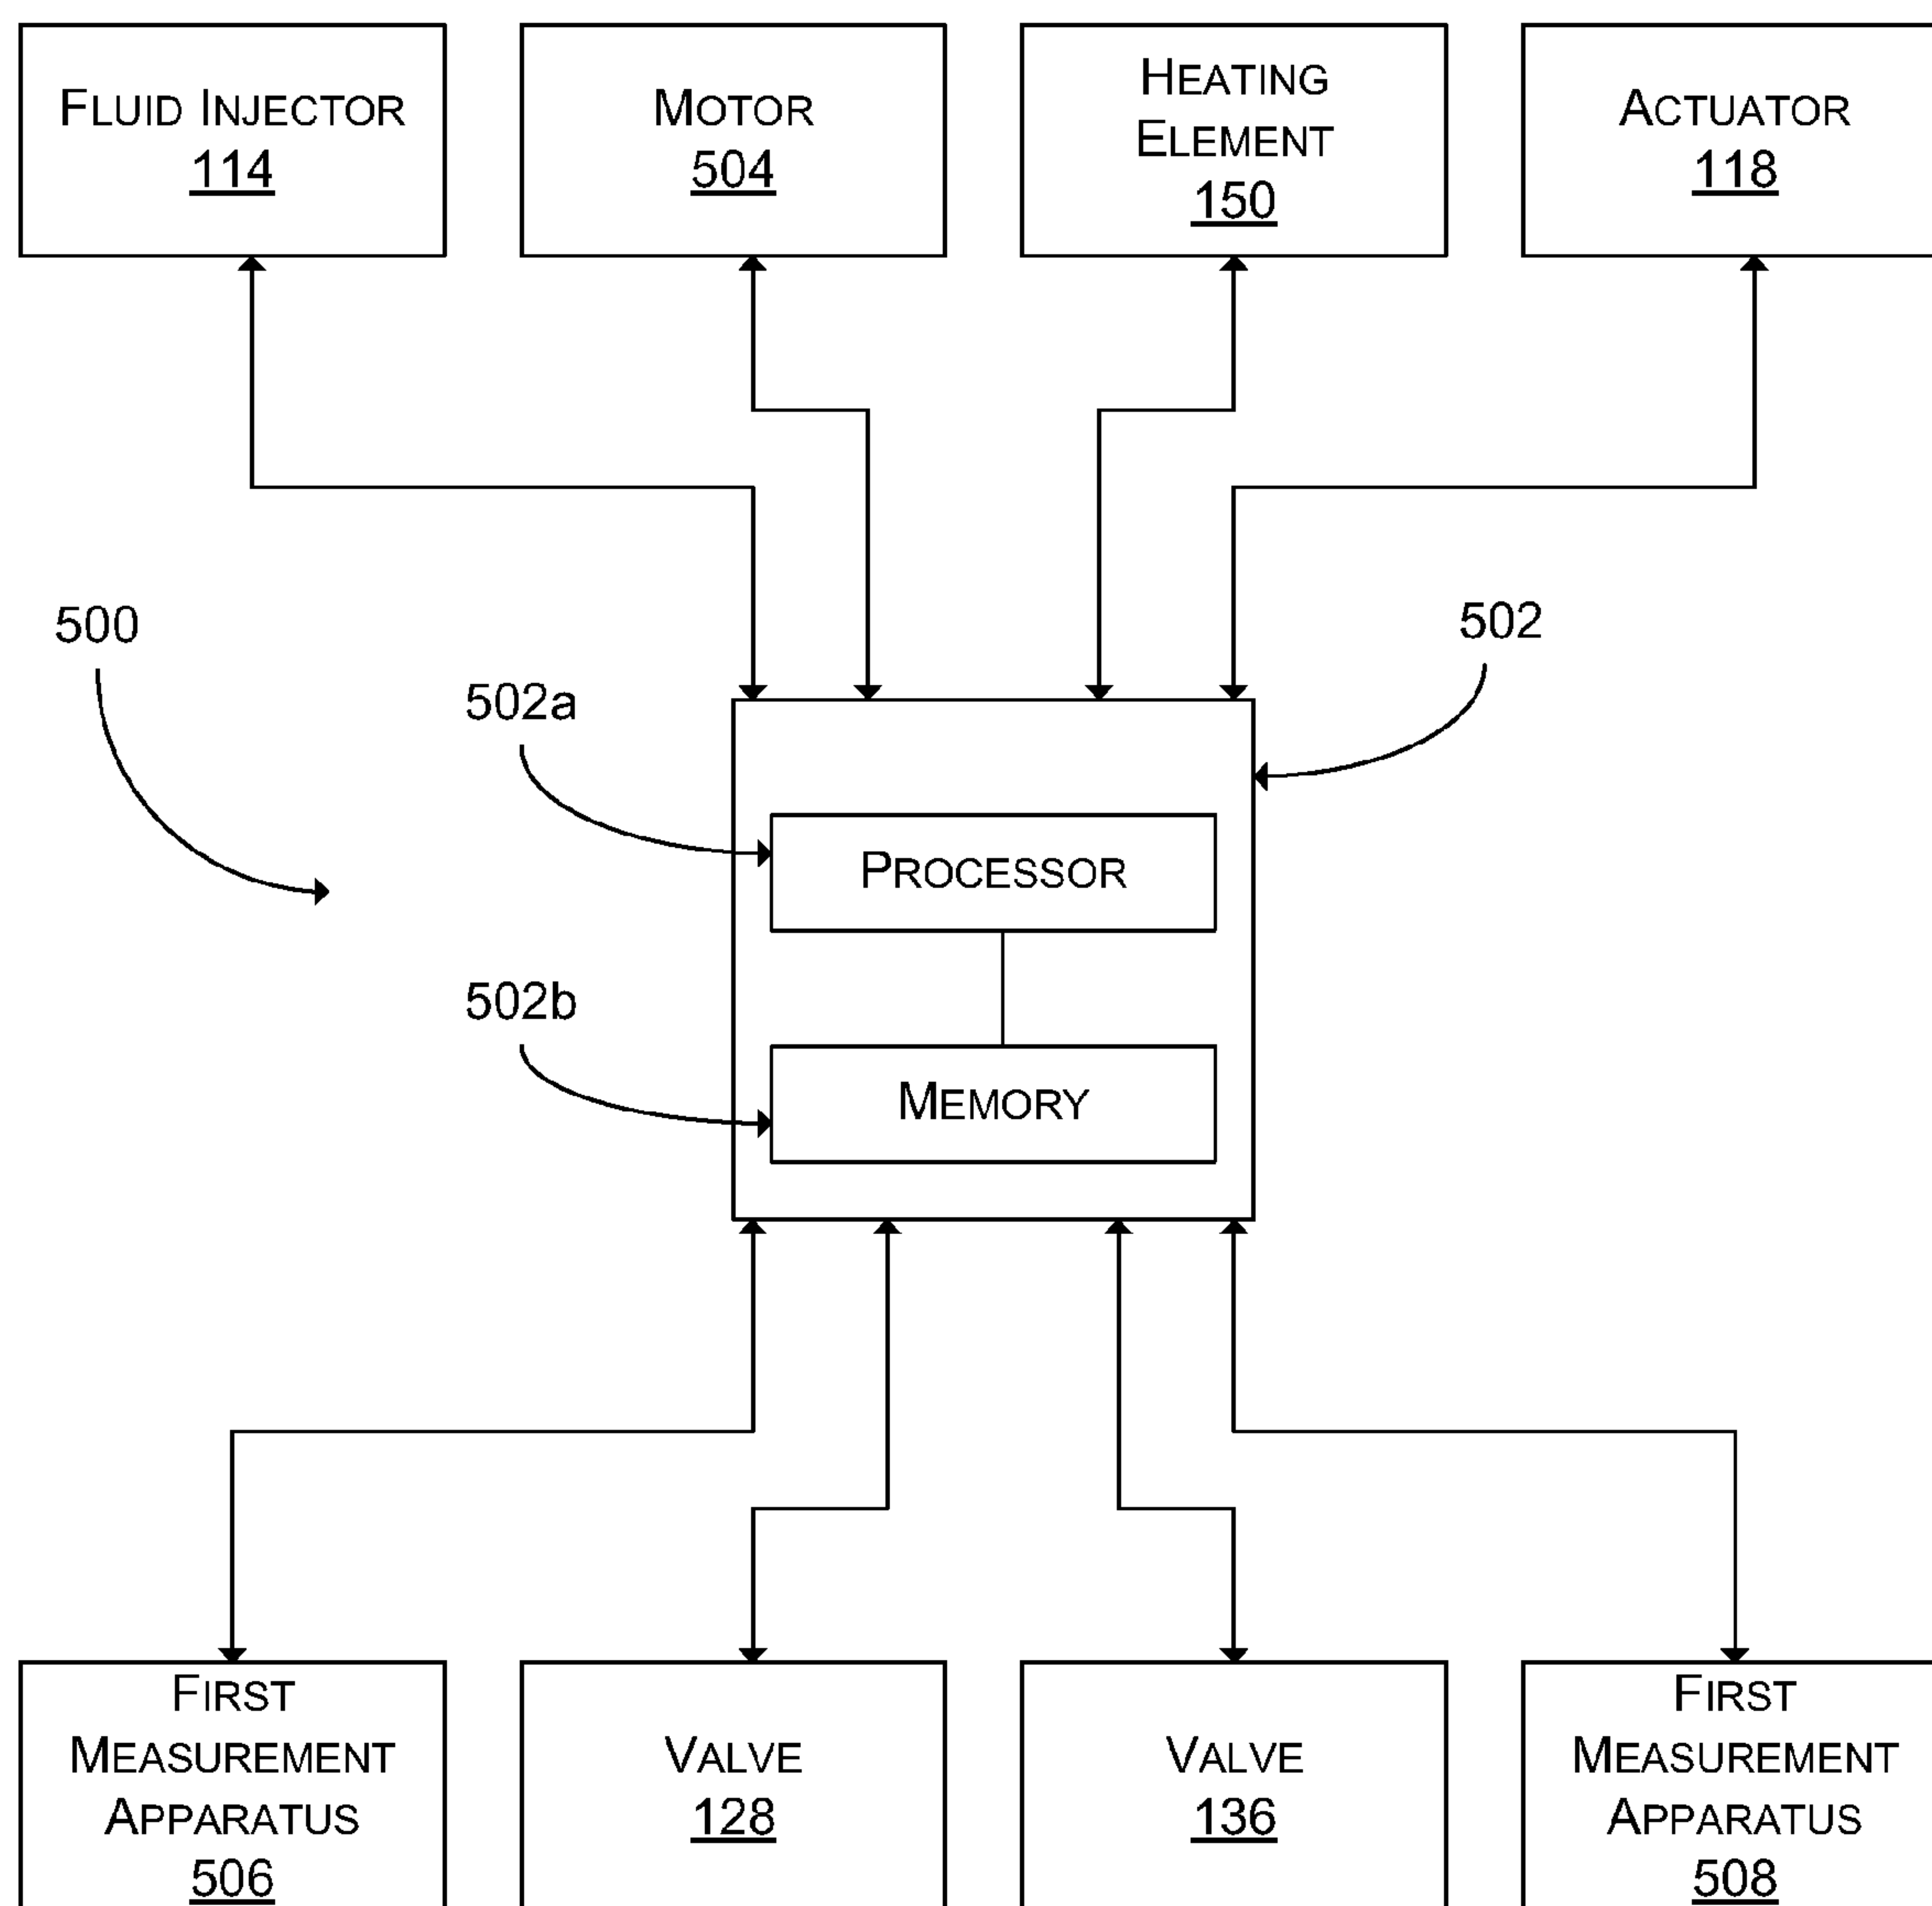 FLUID INJECTOR
114
MOTOR
504
HEATING
ELEMENT
150
ACTUATOR
118
500
502
502a
PROCESSOR
502b
MEMORY
FIRST
MEASUREMENT
APPARATUS
506
VALVE
128
VALVE
136
FIRST
MEASUREMENT
APPARATUS
508